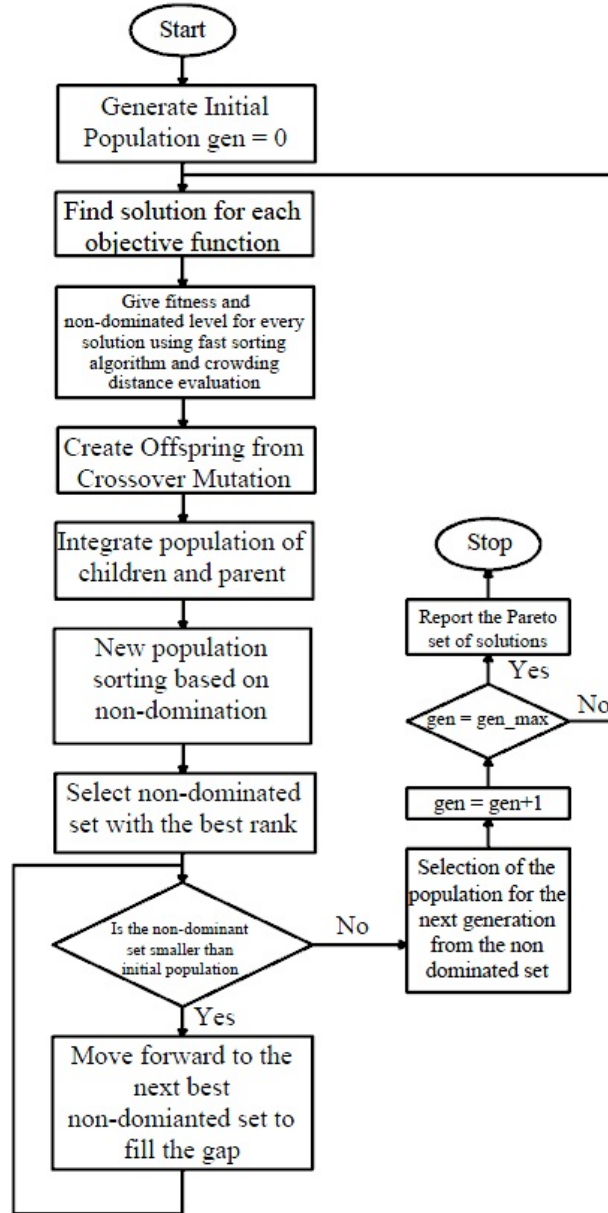 Start
Generate Initial
Population gen = 0
Find solution for each
objective function
Give fitness and
non-dominated level for every
solution using fast sorting
algorithm and crowding
distance evaluation
Create Offspring from
Crossover Mutation
Integrate population of
children and parent
New population
sorting based on
non-domination
Select non-dominated
set with the best rank
Is the non-dominant
set smaller than
initial population
Yes
Move forward to the
next best
non-domianted set to
fill the gap
No
Selection of the
population for the
next generation
from the non
dominated set
gen = gen+1
gen = gen_max
No
Yes
Report the Pareto
set of solutions
Stop